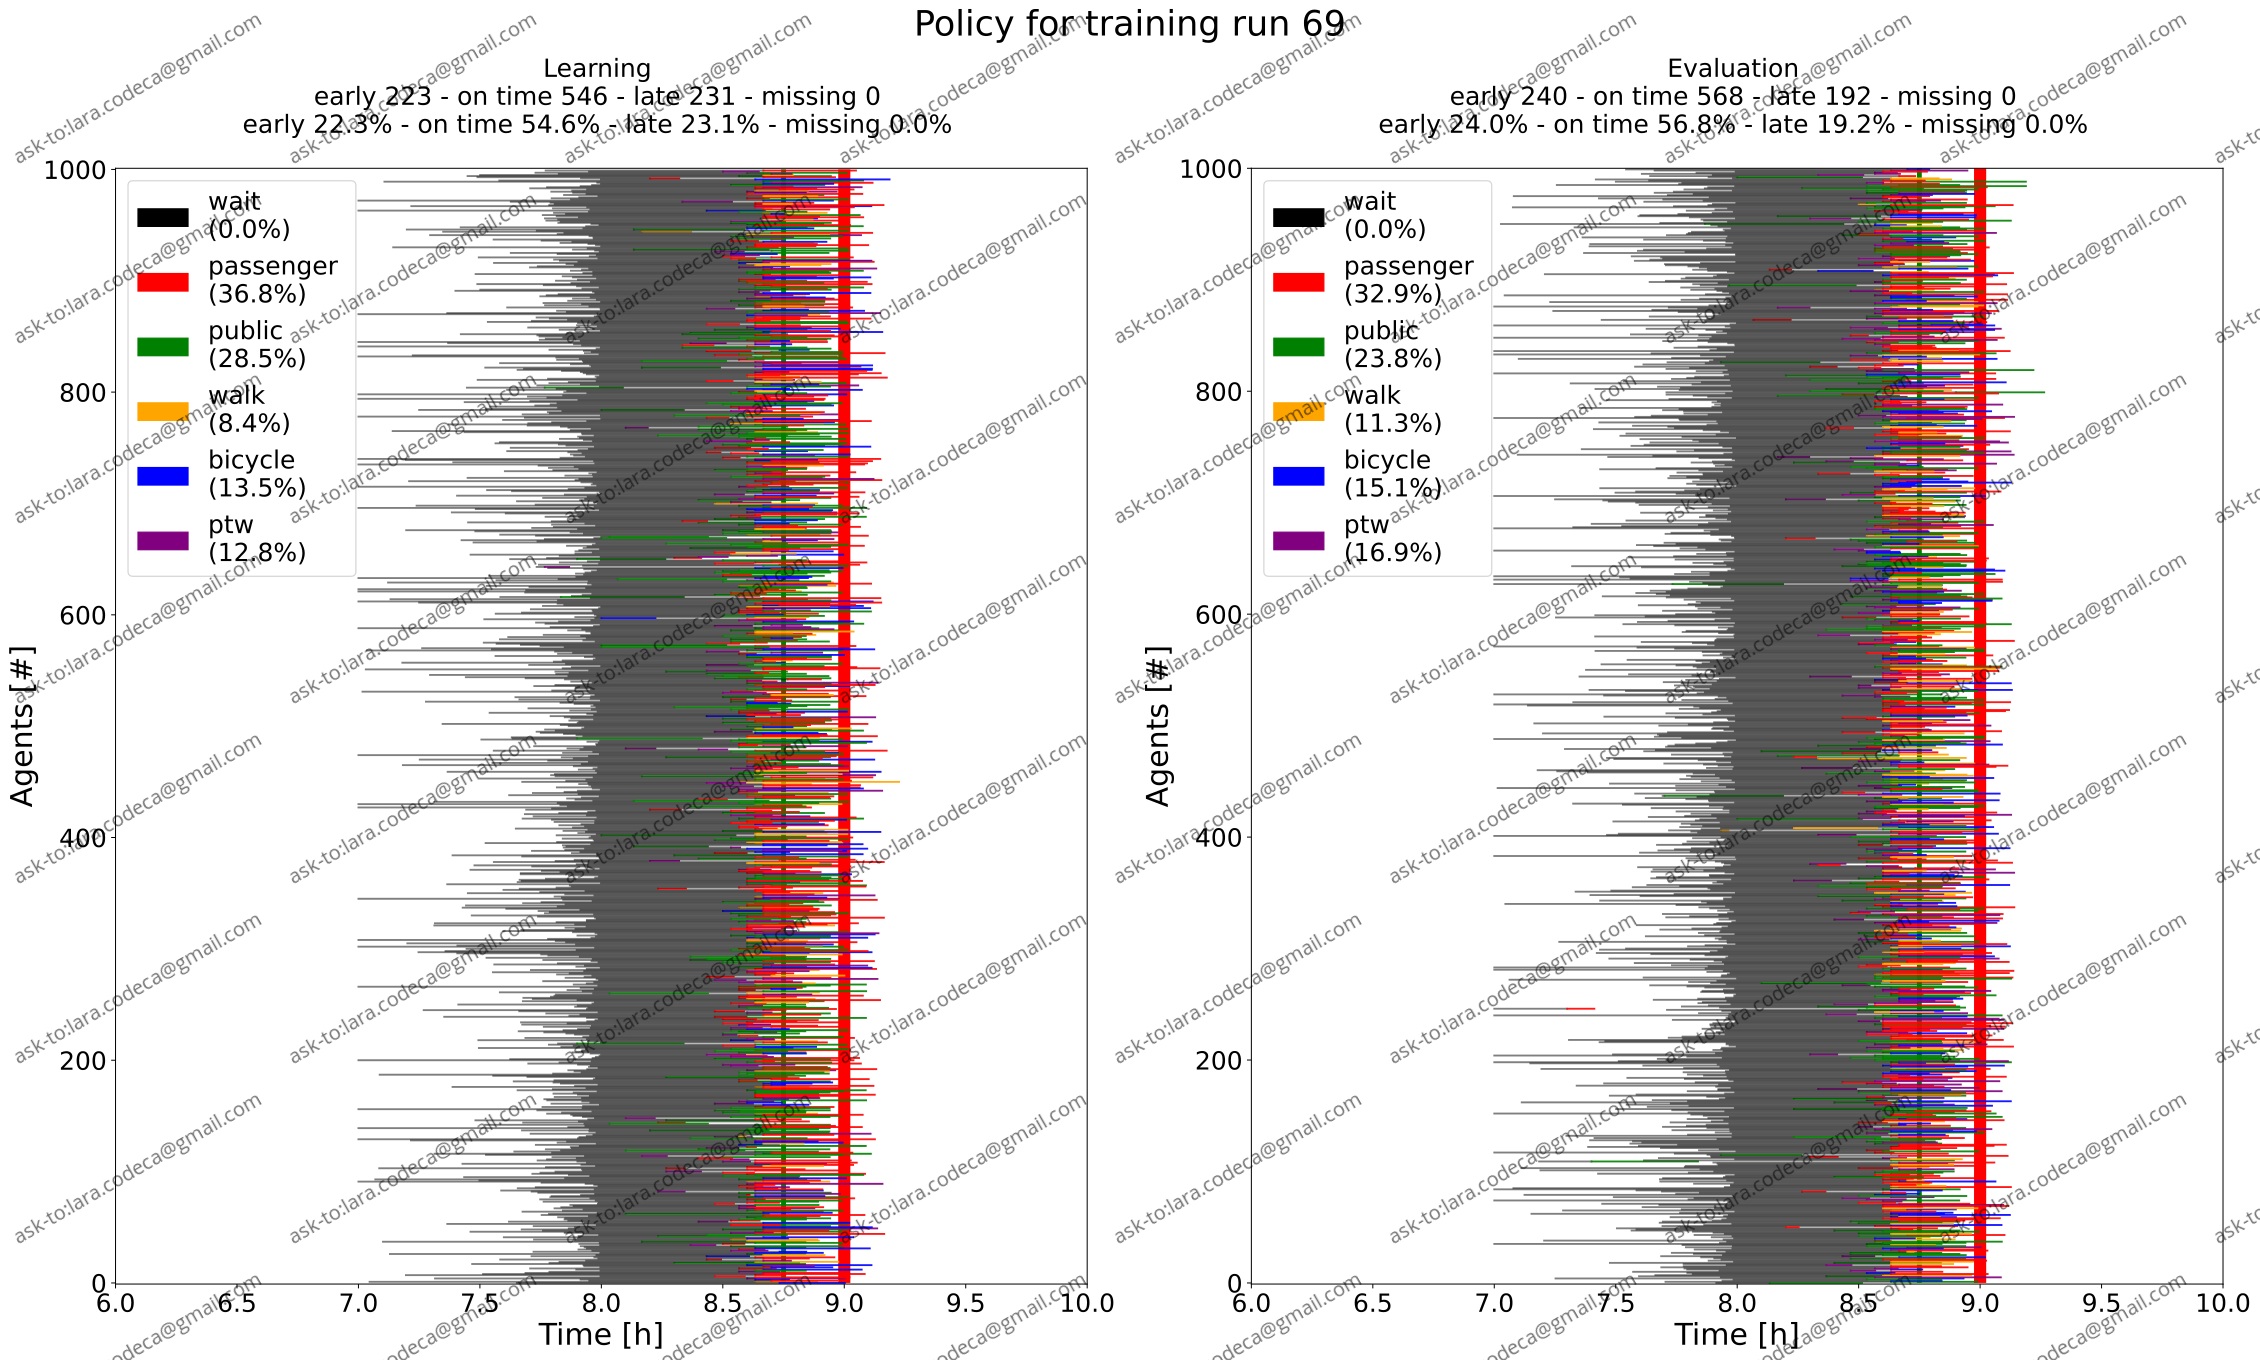 Policy for training run 69
Learning
early 223 - on time 546 - late 231 - missing 0
early 22.3% - on time 54.6% - late 23.1% - missing 0.0%
1000
800
600
400
200
0
Agents [#]
wait
(0.0%)
passenger
(36.8%)
public
(28.5%)
walk
(8.4%)
bicycle
(13.5%)
ptw
(12.8%)
6.0 6.5 7.0 7.5 8.0 8.5 9.0 9.5 10.0
Time [h]
Evaluation
early 240 - on time 568 - late 192 - missing 0
early 24.0% - on time 56.8% - late 19.2% - missing 0.0%
1000
800
600
400
200
0
Agents [#]
wait
(0.0%)
passenger
(32.9%)
public
(23.8%)
walk
(11.3%)
bicycle
(15.1%)
ptw
(16.9%)
6.0 6.5 7.0 7.5 8.0 8.5 9.0 9.5 10.0
Time [h]
ask-to:lara.codeca@gmail.com